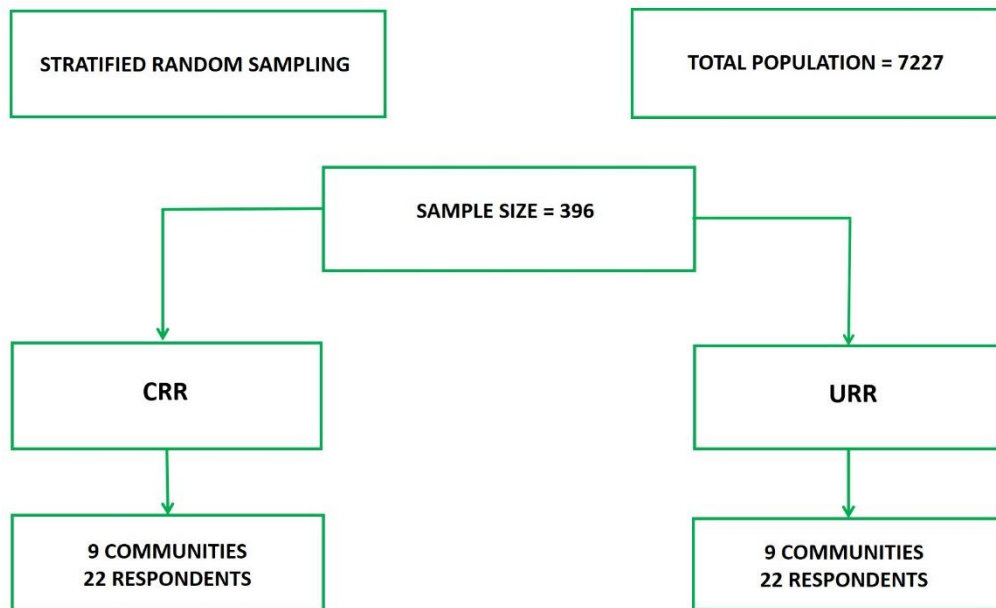 STRATIFIED RANDOM SAMPLING
TOTAL POPULATION = 7227
SAMPLE SIZE = 396
CRR
URR
9 COMMUNITIES
22 RESPONDENTS
9 COMMUNITIES
22 RESPONDENTS